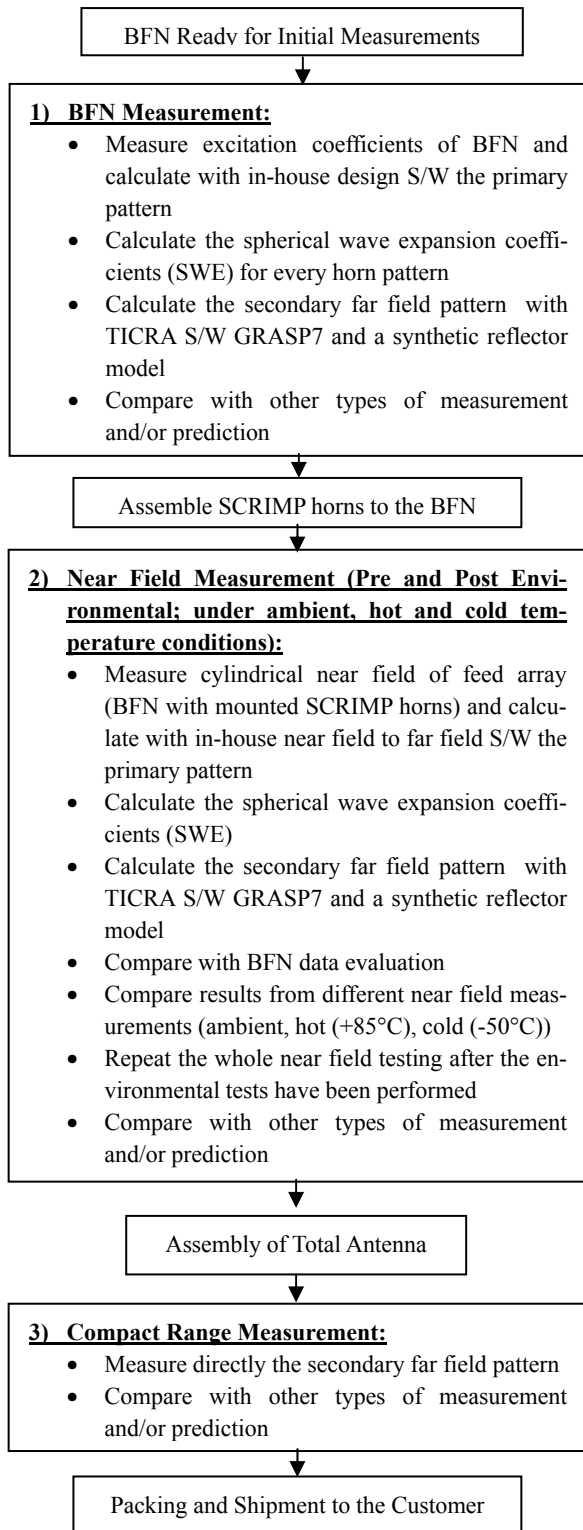 BFN Ready for Initial Measurements
1) BFN Measurement:
• Measure excitation coefficients of BFN and
calculate with in-house design S/W the primary
pattern
• Calculate the spherical wave expansion coeffi-
cients (SWE) for every horn pattern
• Calculate the secondary far field pattern with
TICRA S/W GRASP7 and a synthetic reflector
model
• Compare with other types of measurement
and/or prediction
Assemble SCRIMP horns to the BFN
2) Near Field Measurement (Pre and Post Envi-
ronmental; under ambient, hot and cold tem-
perature conditions):
• Measure cylindrical near field of feed array
(BFN with mounted SCRIMP horns) and calcu-
late with in-house near field to far field S/W the
primary pattern
• Calculate the spherical wave expansion coeffi-
cients (SWE)
• Calculate the secondary far field pattern with
TICRA S/W GRASP7 and a synthetic reflector
model
• Compare with BFN data evaluation
• Compare results from different near field meas-
urements (ambient, hot (+85°C), cold (-50°C))
• Repeat the whole near field testing after the en-
vironmental tests have been performed
• Compare with other types of measurement
and/or prediction
Assembly of Total Antenna
3) Compact Range Measurement:
• Measure directly the secondary far field pattern
• Compare with other types of measurement
and/or prediction
Packing and Shipment to the Customer